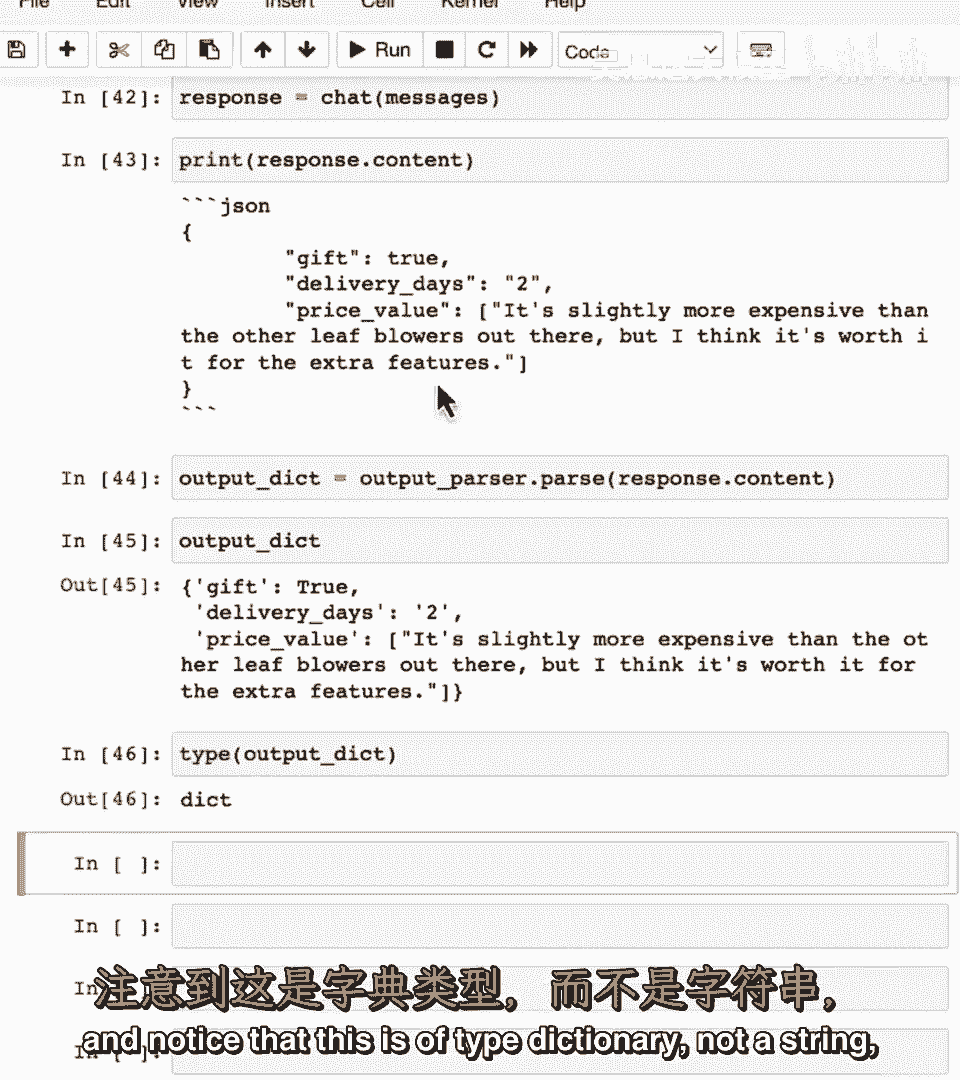 File Edit View Insert Cell Kernel Help
Run Code
In [42]: response = chat(messages)
In [43]: print(response.content)
```json
{
"gift": true,
"delivery_days": "2",
"price_value": ["It's slightly more expensive than
the other leaf blowers out there, but I think it's worth i
t for the extra features."]
}
```
In [44]: output_dict = output_parser.parse(response.content)
In [45]: output_dict
Out[45]: {'gift': True,
'delivery_days': '2',
'price_value': ["It's slightly more expensive than the ot
her leaf blowers out there, but I think it's worth it for
the extra features."]}
In [46]: type(output_dict)
Out[46]: dict
In [ ]:
In [ ]:
In
注意到这是字典类型，而不是字符串，
In [ ]:
and notice that this is of type dictionary, not a string,